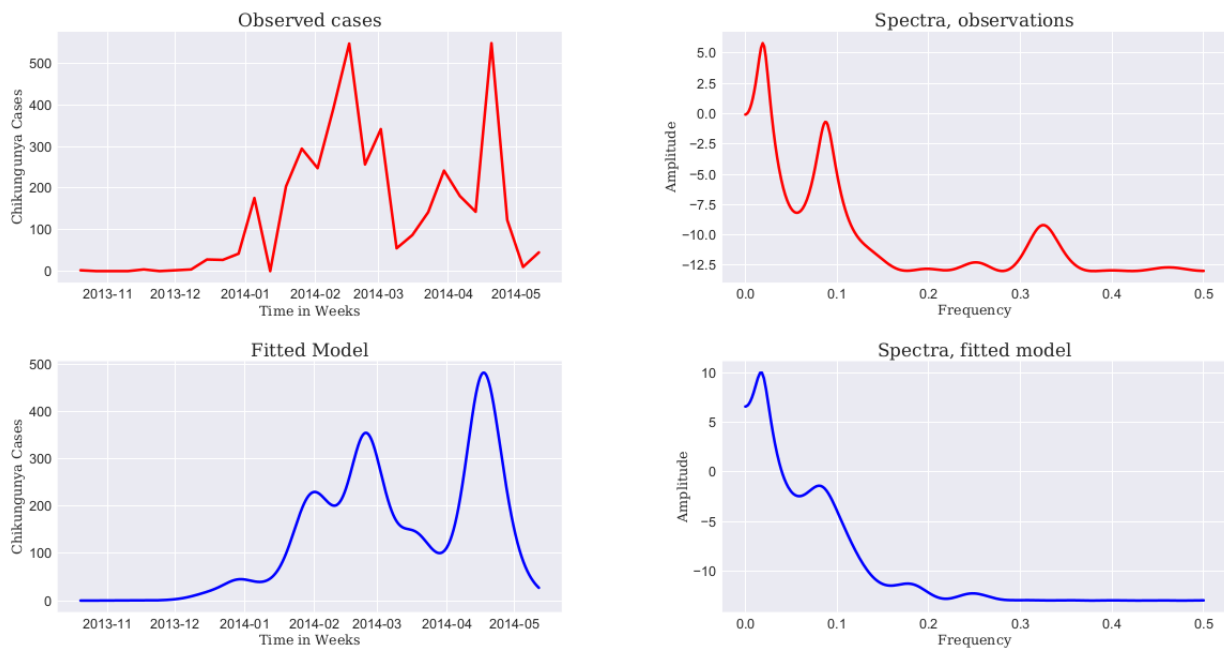 Observed cases
Chikungunya Cases
500
400
300
200
100
0
2013-11 2013-12 2014-01 2014-02 2014-03 2014-04 2014-05
Time in Weeks
Spectra, observations
Amplitude
5.0
2.5
0.0
−2.5
−5.0
−7.5
−10.0
−12.5
0.0 0.1 0.2 0.3 0.4 0.5
Frequency
Fitted Model
Chikungunya Cases
500
400
300
200
100
0
2013-11 2013-12 2014-01 2014-02 2014-03 2014-04 2014-05
Time in Weeks
Spectra, fitted model
Amplitude
10
5
0
−5
−10
0.0 0.1 0.2 0.3 0.4 0.5
Frequency